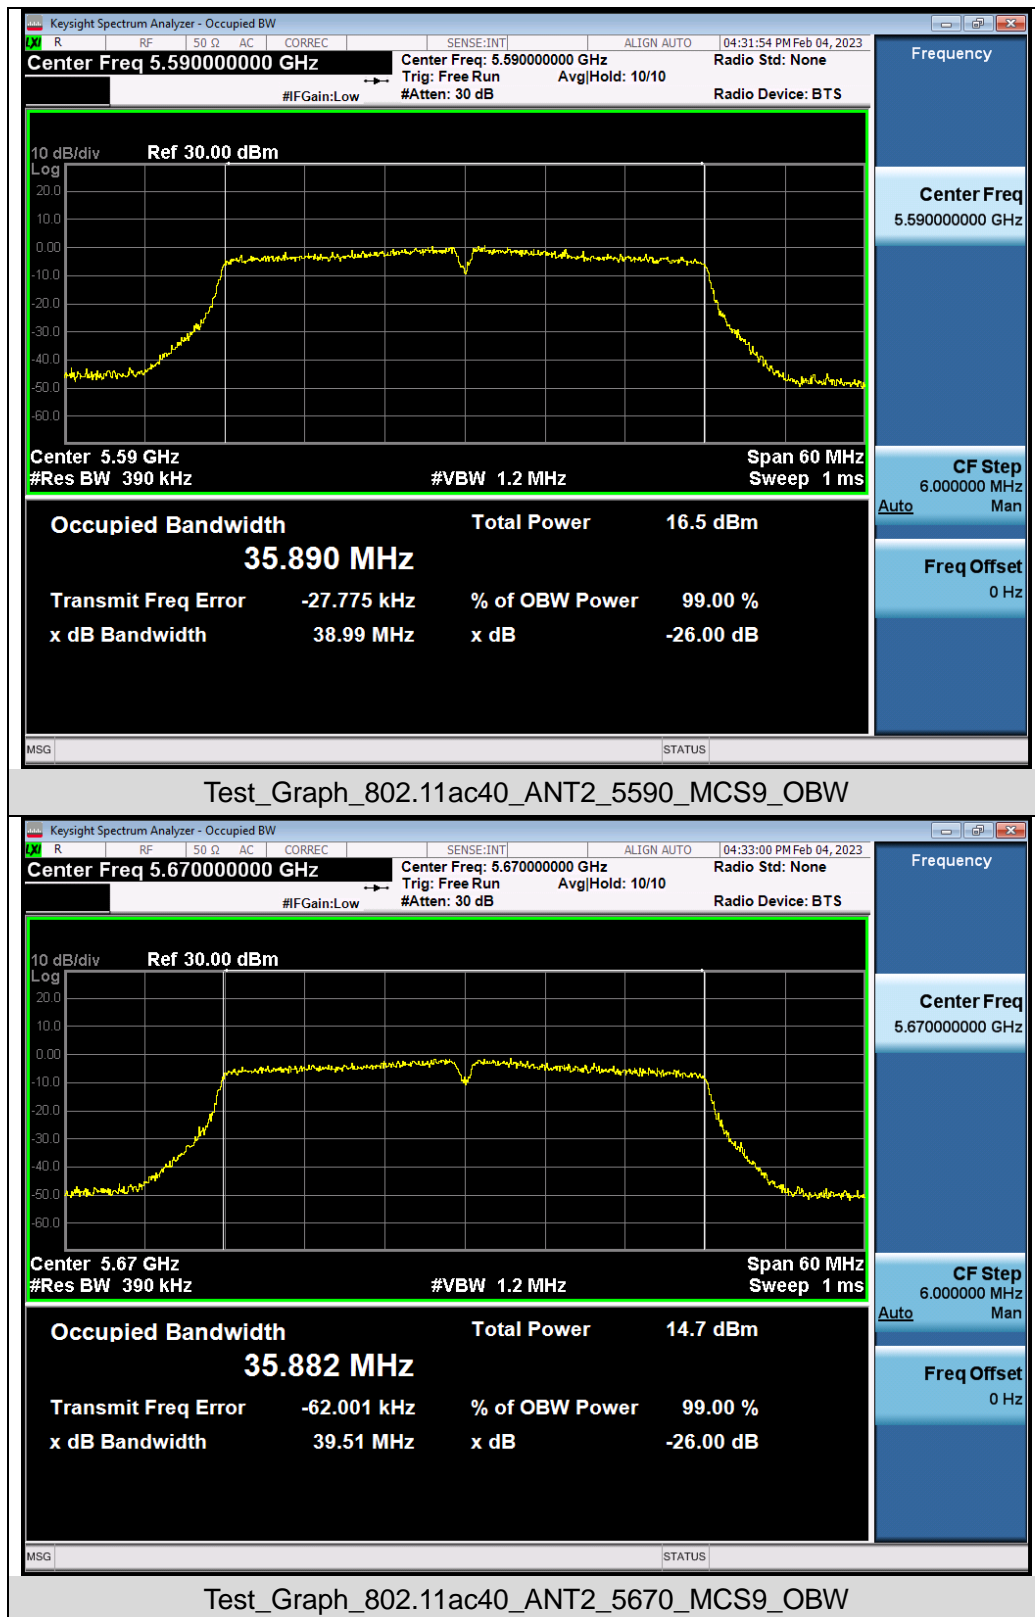 Keysight Spectrum Analyzer - Occupied BW
LXI R RF 50 Ω AC CORREC SENSE:INT ALIGN AUTO 04:31:54 PM Feb 04, 2023
Center Freq 5.590000000 GHz
Center Freq: 5.590000000 GHz Radio Std: None
Trig: Free Run Avg|Hold: 10/10
#IFGain:Low #Atten: 30 dB Radio Device: BTS
10 dB/div Ref 30.00 dBm
Log
20.0
10.0
0.00
-10.0
-20.0
-30.0
-40.0
-50.0
-60.0
Center 5.59 GHz Span 60 MHz
#Res BW 390 kHz #VBW 1.2 MHz Sweep 1 ms
Occupied Bandwidth Total Power 16.5 dBm
35.890 MHz
Transmit Freq Error -27.775 kHz % of OBW Power 99.00 %
x dB Bandwidth 38.99 MHz x dB -26.00 dB
MSG STATUS
Frequency
Center Freq
5.590000000 GHz
CF Step
6.000000 MHz
Auto Man
Freq Offset
0 Hz
Test_Graph_802.11ac40_ANT2_5590_MCS9_OBW
Keysight Spectrum Analyzer - Occupied BW
LXI R RF 50 Ω AC CORREC SENSE:INT ALIGN AUTO 04:33:00 PM Feb 04, 2023
Center Freq 5.670000000 GHz
Center Freq: 5.670000000 GHz Radio Std: None
Trig: Free Run Avg|Hold: 10/10
#IFGain:Low #Atten: 30 dB Radio Device: BTS
10 dB/div Ref 30.00 dBm
Log
20.0
10.0
0.00
-10.0
-20.0
-30.0
-40.0
-50.0
-60.0
Center 5.67 GHz Span 60 MHz
#Res BW 390 kHz #VBW 1.2 MHz Sweep 1 ms
Occupied Bandwidth Total Power 14.7 dBm
35.882 MHz
Transmit Freq Error -62.001 kHz % of OBW Power 99.00 %
x dB Bandwidth 39.51 MHz x dB -26.00 dB
MSG STATUS
Frequency
Center Freq
5.670000000 GHz
CF Step
6.000000 MHz
Auto Man
Freq Offset
0 Hz
Test_Graph_802.11ac40_ANT2_5670_MCS9_OBW